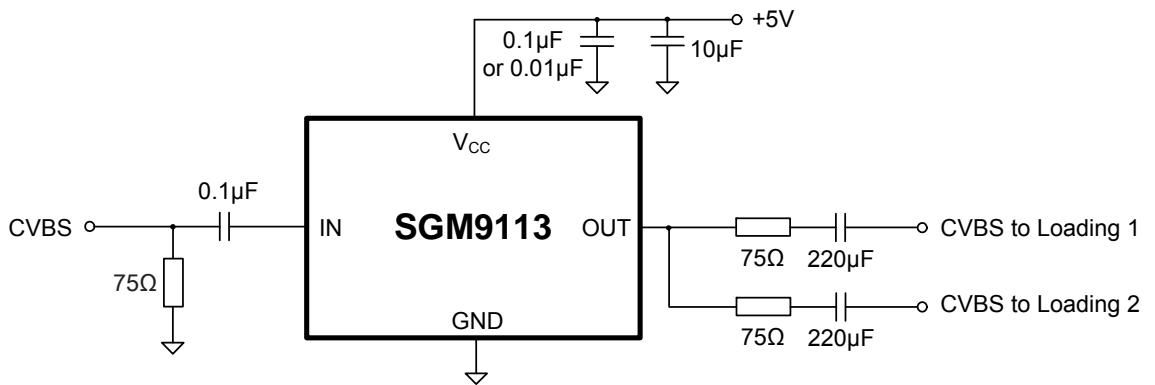 +5V
0.1µF
or 0.01µF
10µF
VCC
0.1µF
CVBS
IN
SGM9113
OUT
CVBS to Loading 1
75Ω
220µF
75Ω
CVBS to Loading 2
GND
75Ω
220µF